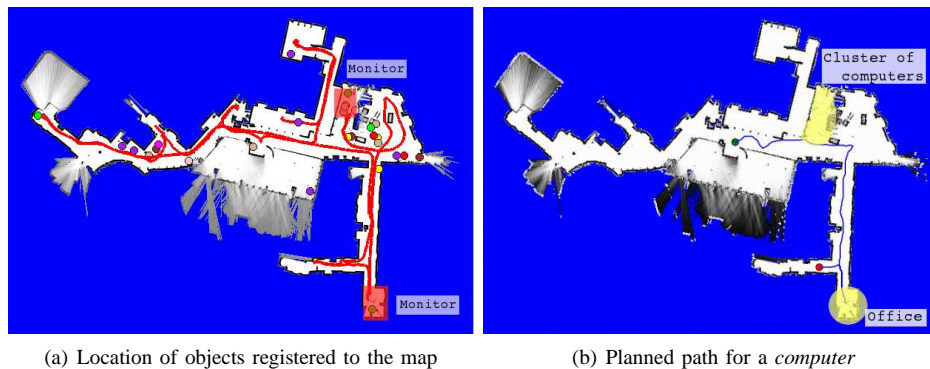 Monitor
Monitor
(a) Location of objects registered to the map
Cluster of
computers
Office
(b) Planned path for a computer